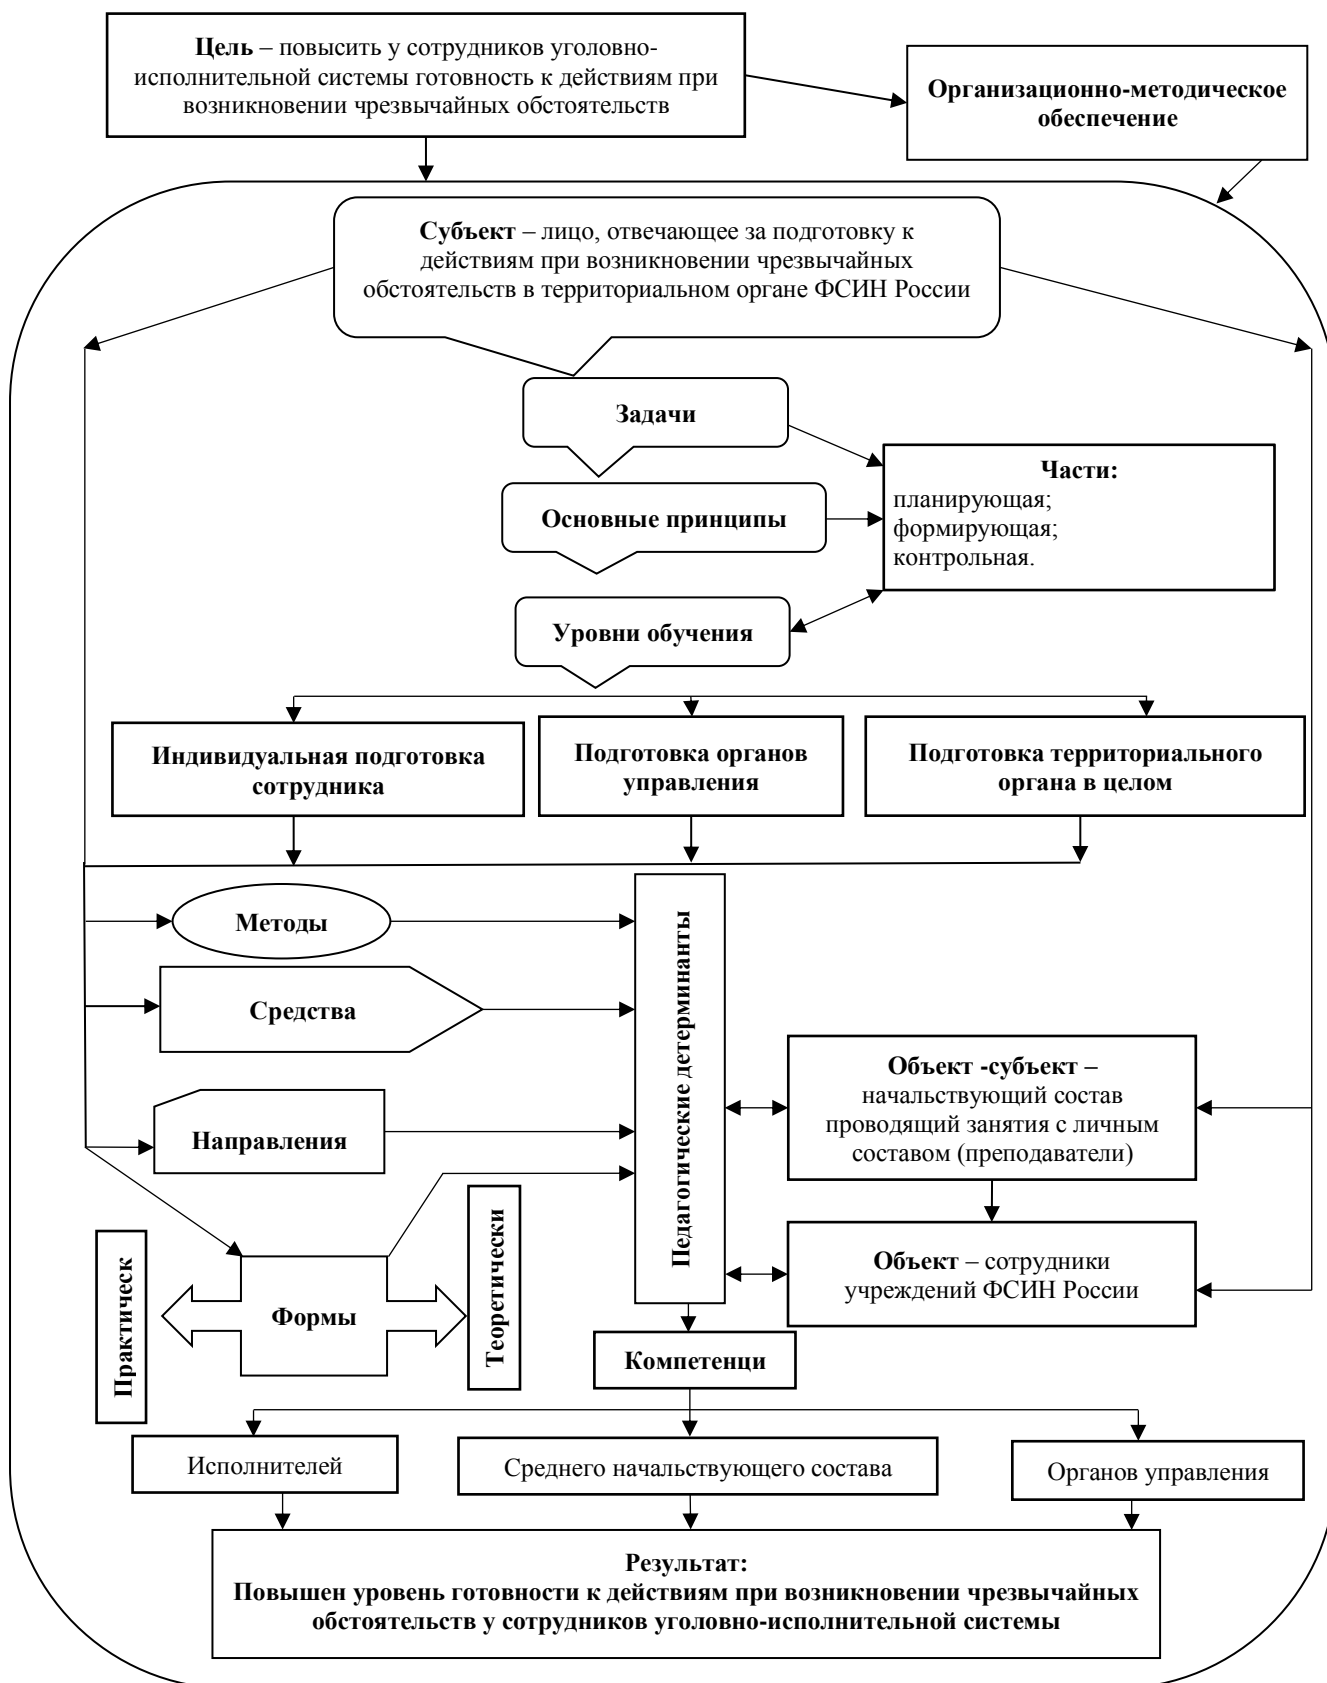 Цель – повысить у сотрудников уголовно-
исполнительной системы готовность к действиям при
возникновении чрезвычайных обстоятельств
Организационно-методическое
обеспечение
Субъект – лицо, отвечающее за подготовку к
действиям при возникновении чрезвычайных
обстоятельств в территориальном органе ФСИН России
Задачи
Части:
планирующая;
формирующая;
контрольная.
Основные принципы
Уровни обучения
Индивидуальная подготовка
сотрудника
Подготовка органов
управления
Подготовка территориального
органа в целом
Методы
Средства
Направления
Педагогические детерминанты
Объект -субъект –
начальствующий состав
проводящий занятия с личным
составом (преподаватели)
Объект – сотрудники
учреждений ФСИН России
Практическ
Формы
Теоретически
Компетенци
Исполнителей
Среднего начальствующего состава
Органов управления
Результат:
Повышен уровень готовности к действиям при возникновении чрезвычайных
обстоятельств у сотрудников уголовно-исполнительной системы